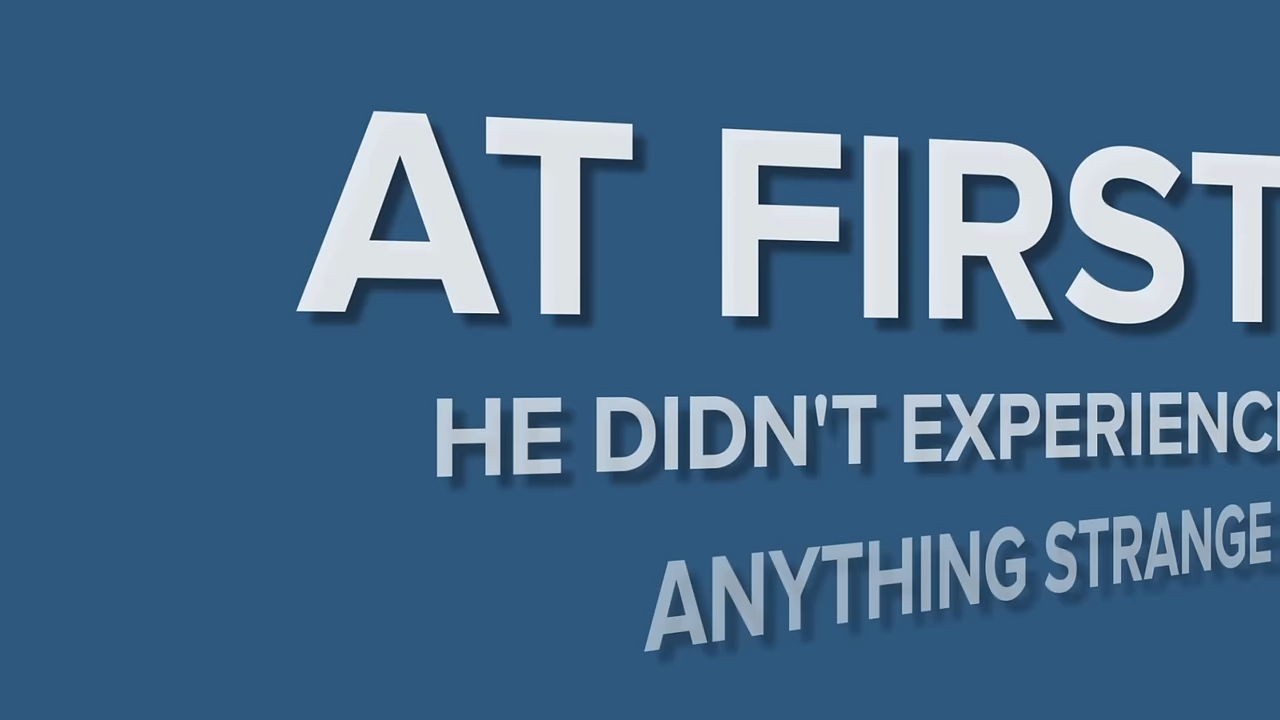 AT FIRST
HE DIDN'T EXPERIENC
ANYTHING STRANGE